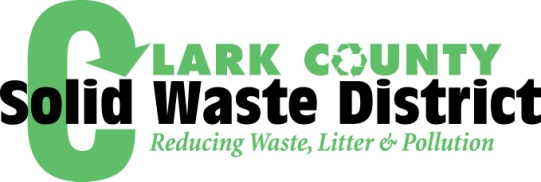 CLARK COUNTY
Solid Waste District
Reducing Waste, Litter & Pollution